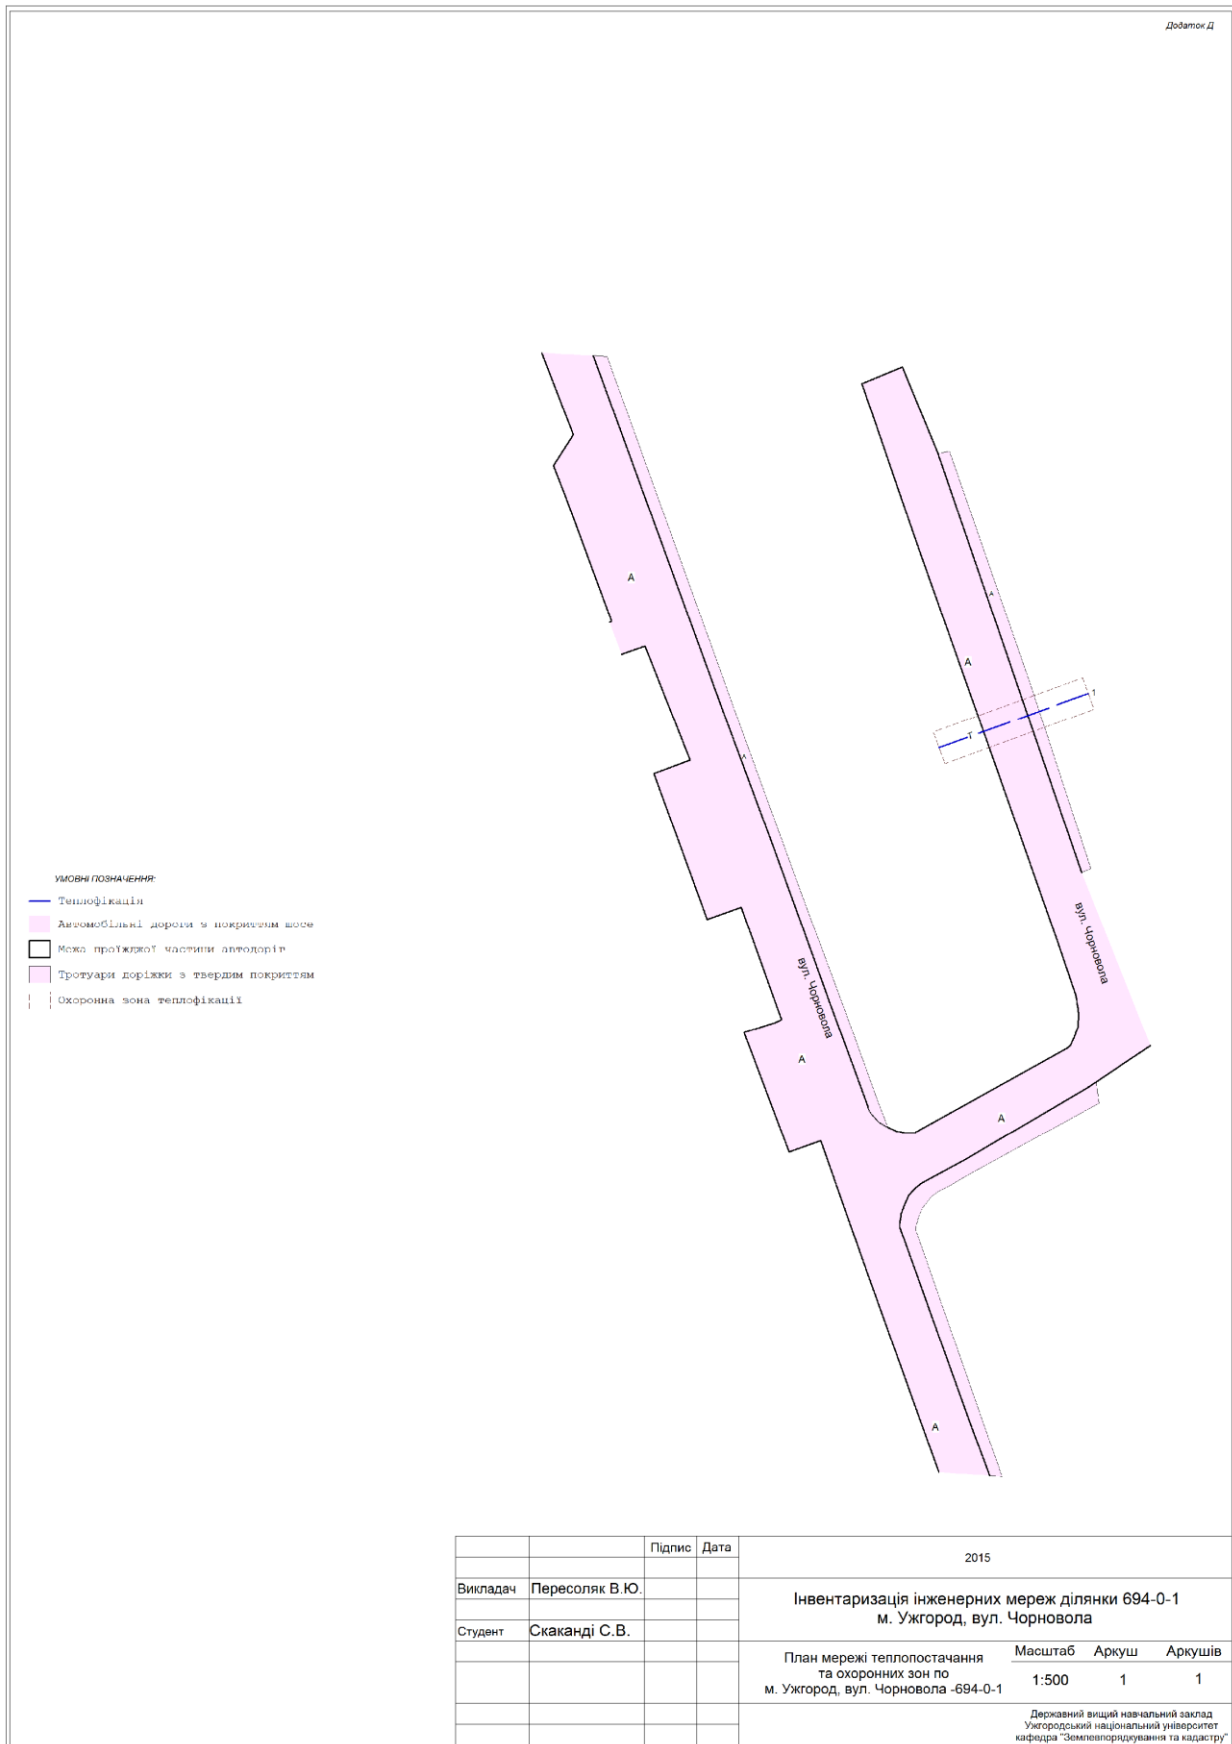 Додаток Д
А
А
А
Т
Т
А
УМОВНІ ПОЗНАЧЕННЯ:
Теплофікація
Автомобільні дороги з покриттям шосе
Межа проїжджої частини автодоріг
Тротуари доріжки з твердим покриттям
Охоронна зона теплофікації
вул. Чорновола
вул. Чорновола
А
А
А
Підпис Дата
2015
Викладач Пересоляк В.Ю.
Інвентаризація інженерних мереж ділянки 694-0-1
м. Ужгород, вул. Чорновола
Студент Скаканді С.В.
План мережі теплопостачання
та охоронних зон по
м. Ужгород, вул. Чорновола -694-0-1
Масштаб Аркуш Аркушів
1:500 1 1
Державний вищий навчальний заклад
Ужгородський національний університет
кафедра "Землевпорядкування та кадастру"